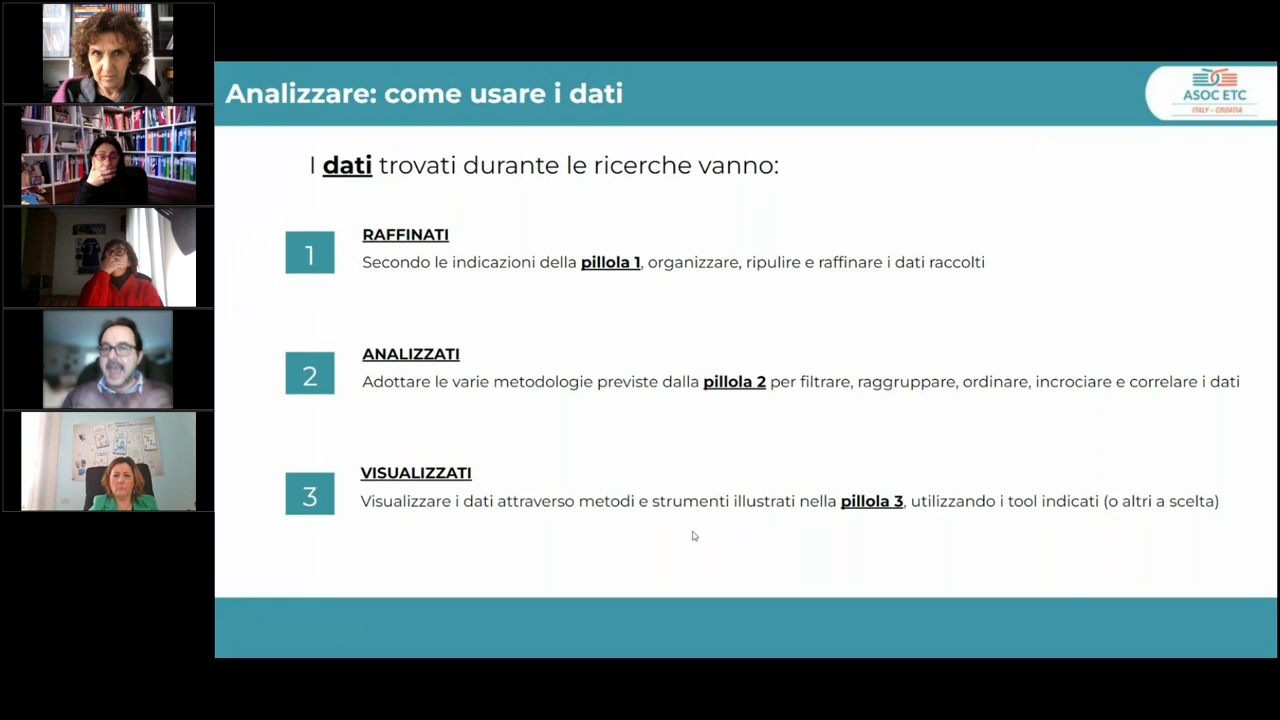 Analizzare: come usare i dati
ASOC ETC
ITALY - CROATIA
I dati trovati durante le ricerche vanno:
1
RAFFINATI
Secondo le indicazioni della pillola 1, organizzare, ripulire e raffinare i dati raccolti
2
ANALIZZATI
Adottare le varie metodologie previste dalla pillola 2 per filtrare, raggruppare, ordinare, incrociare e correlare i dati
3
VISUALIZZATI
Visualizzare i dati attraverso metodi e strumenti illustrati nella pillola 3, utilizzando i tool indicati (o altri a scelta)